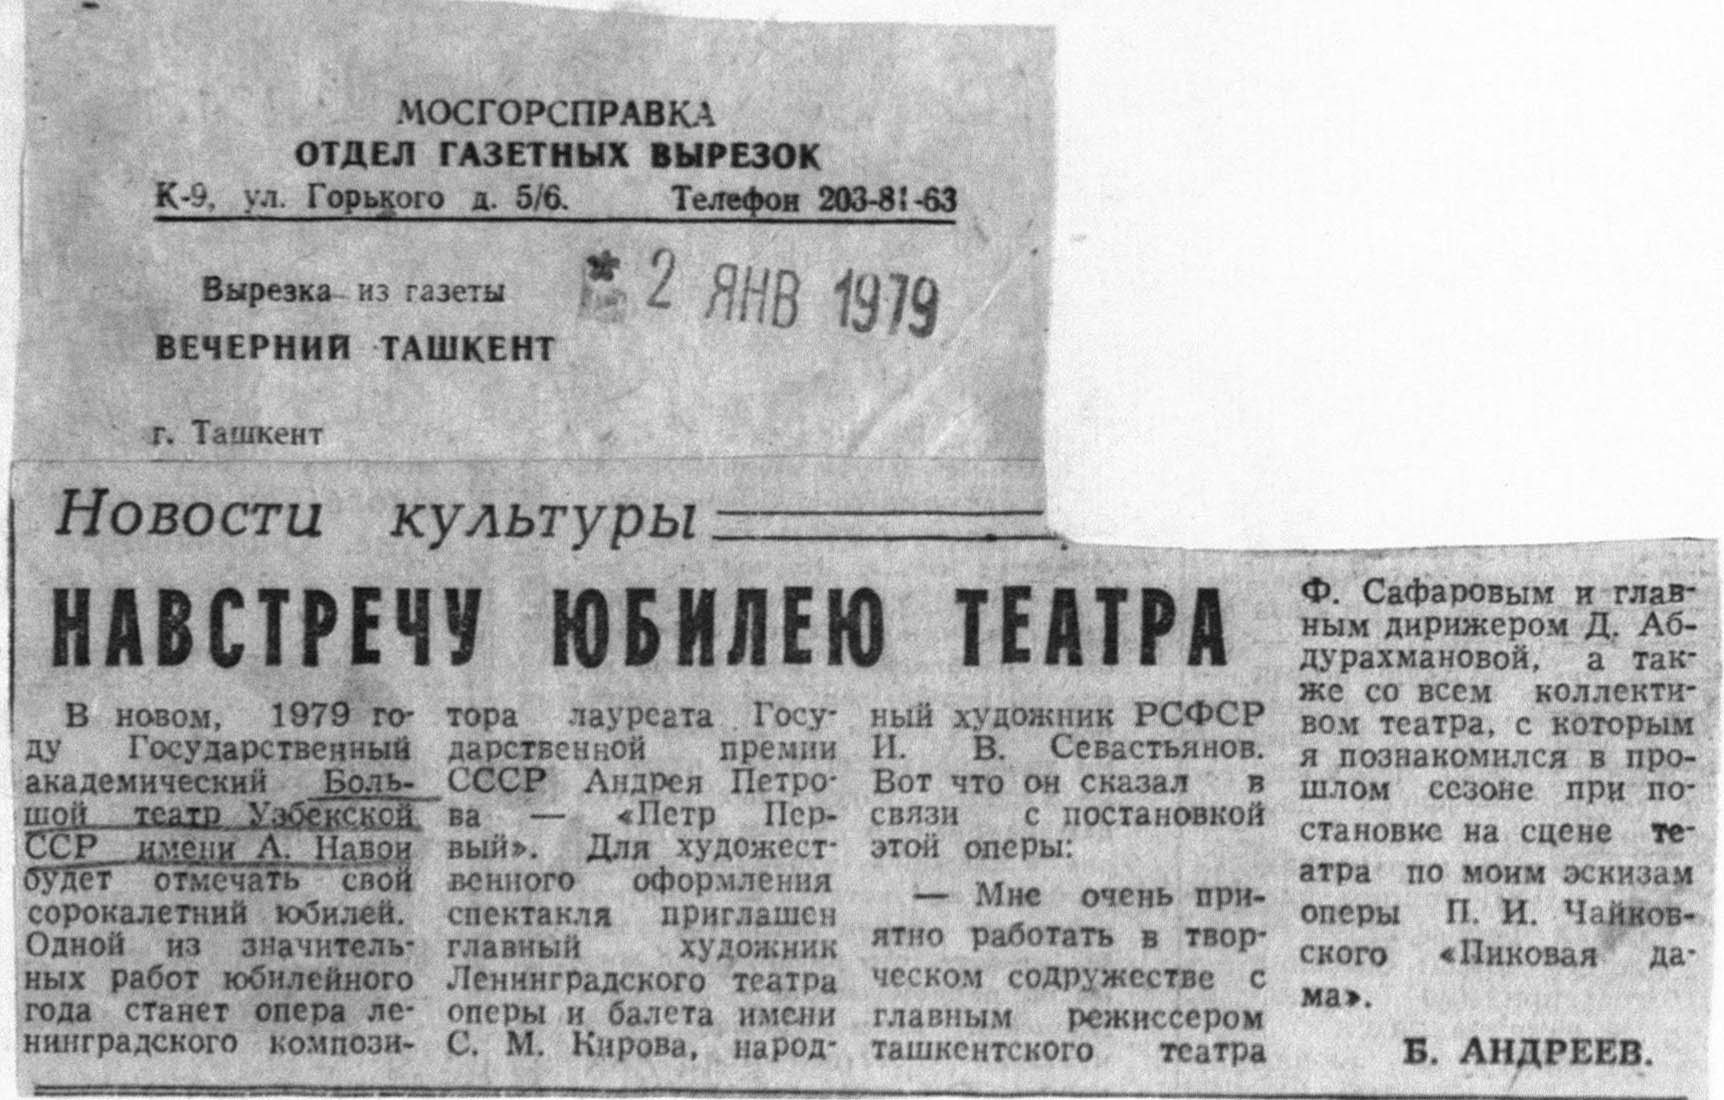 МОСГОРСПРАВКА
ОТДЕЛ ГАЗЕТНЫХ ВЫРЕЗОК
К-9, ул. Горького д. 5/6. Телефон 203-81-63
Вырезка из газеты
2 ЯНВ 1979
ВЕЧЕРНИЙ ТАШКЕНТ
г. Ташкент
Новости культуры
НАВСТРЕЧУ ЮБИЛЕЮ ТЕАТРА
В новом, 1979 го-
ду Государственный
академический Боль-
шой театр Узбекской
ССР имени А. Навои
будет отмечать свой
сорокалетний юбилей.
Одной из значитель-
ных работ юбилейного
года станет опера ле-
нинградского компози-
тора лауреата Госу-
дарственной премии
СССР Андрея Петро-
ва — «Петр Пер-
вый». Для художест-
венного оформления
спектакля приглашен
главный художник
Ленинградского театра
оперы и балета имени
С. М. Кирова, народ-
ный художник РСФСР
И. В. Севастьянов.
Вот что он сказал в
связи с постановкой
этой оперы:
— Мне очень при-
ятно работать в твор-
ческом содружестве с
главным режиссером
ташкентского театра
Ф. Сафаровым и глав-
ным дирижером Д. Аб-
дурахмановой, а так-
же со всем коллекти-
вом театра, с которым
я познакомился в про-
шлом сезоне при по-
становке на сцене те-
атра по моим эскизам
оперы П. И. Чайков-
ского «Пиковая да-
ма».
Б. АНДРЕЕВ.